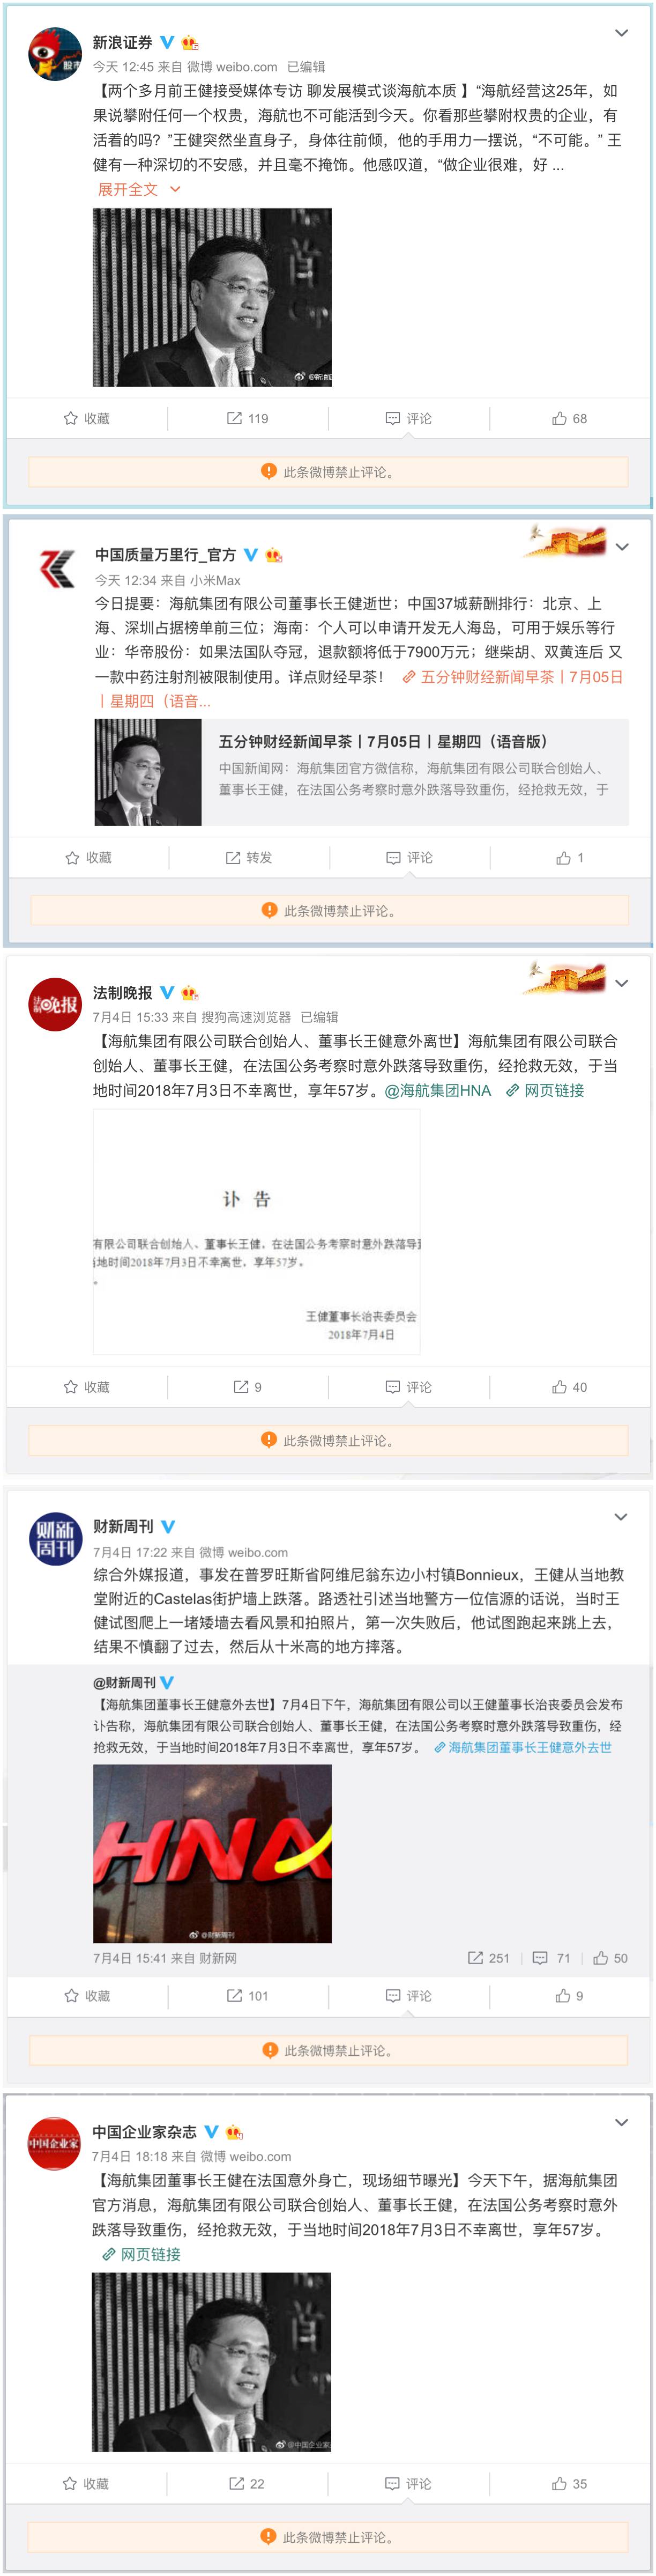 新浪证券
今天 12:45 来自 微博 weibo.com 已编辑
【两个多月前王健接受媒体专访 聊发展模式谈海航本质 】“海航经营这25年，如
果说攀附任何一个权贵，海航也不可能活到今天。你看那些攀附权贵的企业，有
活着的吗？”王健突然坐直身子，身体往前倾，他的手用力一摆说，“不可能。” 王
健有一种深切的不安感，并且毫不掩饰。他感叹道，“做企业很难，好 ...
展开全文
收藏 119 评论 68
此条微博禁止评论。
中国质量万里行_官方
今天 12:34 来自 小米Max
今日提要：海航集团有限公司董事长王健逝世；中国37城薪酬排行：北京、上
海、深圳占据榜单前三位；海南：个人可以申请开发无人海岛，可用于娱乐等行
业：华帝股份：如果法国队夺冠，退款额将低于7900万元；继柴胡、双黄连后 又
一款中药注射剂被限制使用。详点财经早茶！ 五分钟财经新闻早茶丨7月05日
丨星期四（语音...
五分钟财经新闻早茶丨7月05日丨星期四（语音版）
中国新闻网：海航集团官方微信称，海航集团有限公司联合创始人、
董事长王健，在法国公务考察时意外跌落导致重伤，经抢救无效，于
收藏 转发 评论 1
此条微博禁止评论。
法制晚报
法制晚报
7月4日 15:33 来自 搜狗高速浏览器 已编辑
【海航集团有限公司联合创始人、董事长王健意外离世】海航集团有限公司联合
创始人、董事长王健，在法国公务考察时意外跌落导致重伤，经抢救无效，于当
地时间2018年7月3日不幸离世，享年57岁。@海航集团HNA 网页链接
讣 告
有限公司联合创始人、董事长王健，在法国公务考察时意外跌落导
地时间2018年7月3日不幸离世，享年57岁。
。
王健董事长治丧委员会
2018年7月4日
收藏 9 评论 40
此条微博禁止评论。
财新
周刊
财新周刊
7月4日 17:22 来自 微博 weibo.com
综合外媒报道，事发在普罗旺斯省阿维尼翁东边小村镇Bonnieux，王健从当地教
堂附近的Castelas街护墙上跌落。路透社引述当地警方一位信源的话说，当时王
健试图爬上一堵矮墙去看风景和拍照片，第一次失败后，他试图跑起来跳上去，
结果不慎翻了过去，然后从十米高的地方摔落。
@财新周刊
【海航集团董事长王健意外去世】7月4日下午，海航集团有限公司以王健董事长治丧委员会发布
讣告称，海航集团有限公司联合创始人、董事长王健，在法国公务考察时意外跌落导致重伤，经
抢救无效，于当地时间2018年7月3日不幸离世，享年57岁。 海航集团董事长王健意外去世
HNA
@财新周刊
7月4日 15:41 来自 财新网 251 71 50
收藏 101 评论 9
此条微博禁止评论。
中国企业家
中国企业家杂志
7月4日 18:18 来自 微博 weibo.com
【海航集团董事长王健在法国意外身亡，现场细节曝光】今天下午，据海航集团
官方消息，海航集团有限公司联合创始人、董事长王健，在法国公务考察时意外
跌落导致重伤，经抢救无效，于当地时间2018年7月3日不幸离世，享年57岁。
网页链接
@中国企业家
收藏 22 评论 35
此条微博禁止评论。